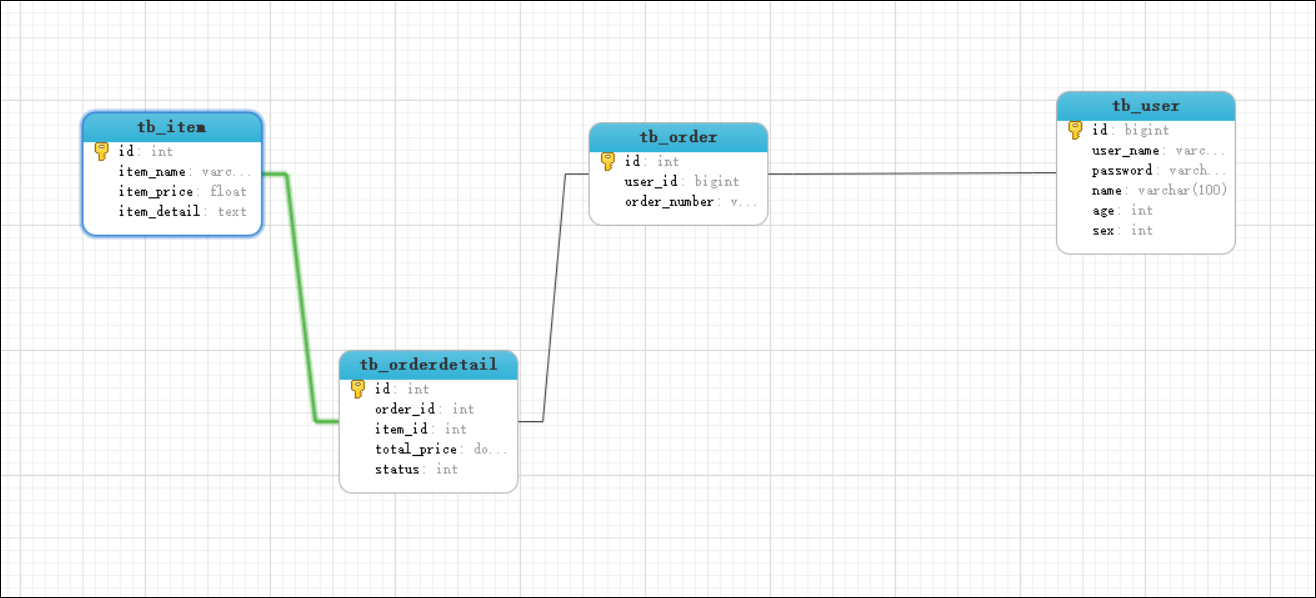 tb_item
id: int
item_name: varc...
item_price: float
item_detail: text
tb_order
id: int
user_id: bigint
order_number: v...
tb_user
id: bigint
user_name: varc...
password: varch...
name: varchar(100)
age: int
sex: int
tb_orderdetail
id: int
order_id: int
item_id: int
total_price: do...
status: int